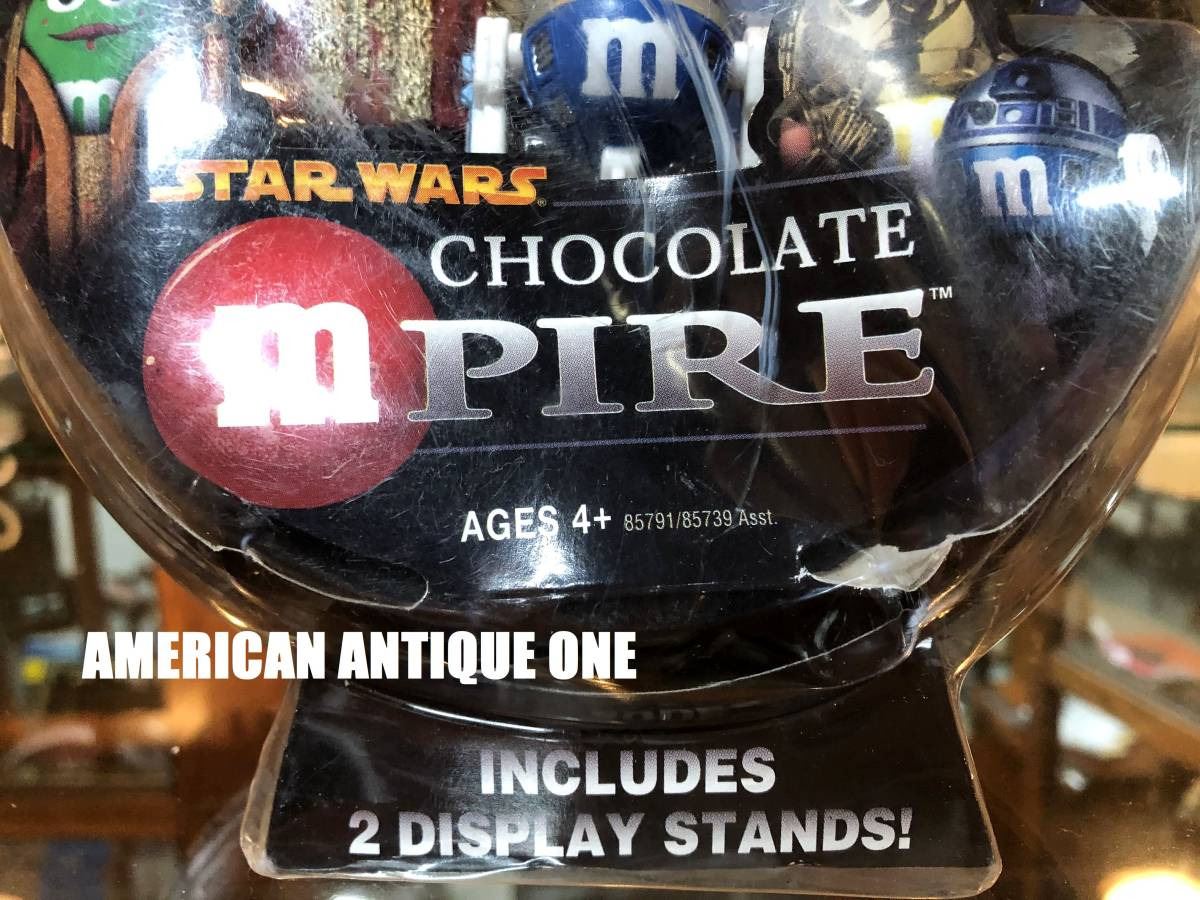 m
m
STAR WARS®
CHOCOLATE
mPIRE™
AGES 4+ 85791/85739 Asst.
AMERICAN ANTIQUE ONE
INCLUDES
2 DISPLAY STANDS!